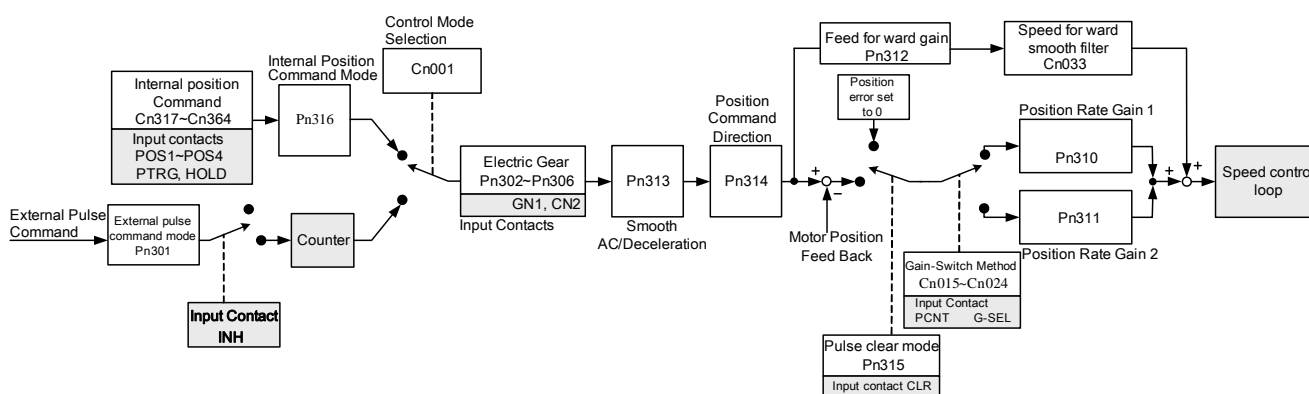 Control Mode
Selection
Cn001
Internal Position
Command Mode
Pn316
Internal position
Command
Cn317~Cn364
Input contacts
POS1~POS4
PTRG, HOLD
External Pulse
Command
External pulse
command mode
Pn301
Input Contact
INH
Counter
Electric Gear
Pn302~Pn306
GN1, CN2
Input Contacts
Pn313
Smooth
AC/Deceleration
Position
Command
Direction
Pn314
Feed for ward gain
Pn312
Speed for ward
smooth filter
Cn033
Position
error set
to 0
+
−
Motor Position
Feed Back
Position Rate Gain 1
Pn310
Pn311
Position Rate Gain 2
Gain-Switch Method
Cn015~Cn024
Input Contact
PCNT G-SEL
Pulse clear mode
Pn315
Input contact CLR
+
+
Speed control
loop